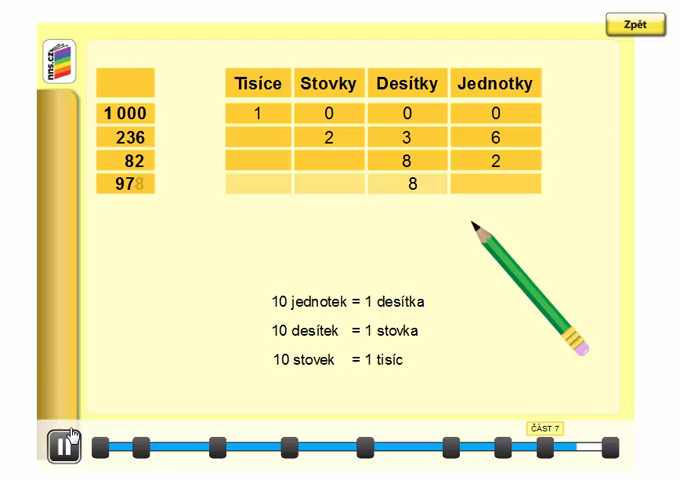 Zpět
nns.cz
Tisíce Stovky Desítky Jednotky
1 000 1 0 0 0
236 2 3 6
82 8 2
978 8
10 jednotek = 1 desítka
10 desítek = 1 stovka
10 stovek = 1 tisíc
ČÁST 7